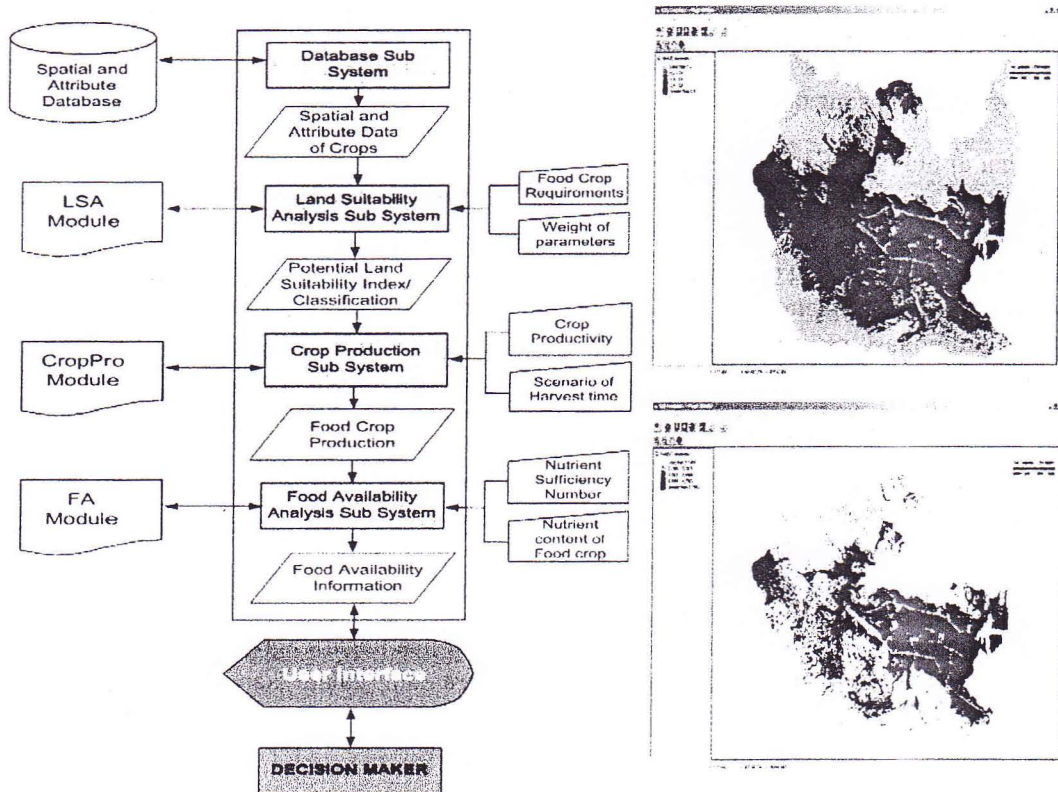 Spatial and
Attribute
Database
Database Sub
System
Spatial and
Attribute Data
of Crops
LSA
Module
Land Suitability
Analysis Sub System
Food Crop
Requirements
Weight of
parameters
Potential Land
Suitability Index/
Classification
CropPro
Module
Crop Production
Sub System
Crop
Productivity
Scenario of
Harvest time
Food Crop
Production
FA
Module
Food Availability
Analysis Sub System
Nutrient
Sufficiency
Number
Nutrient
content of
Food crop
Food Availability
Information
User Interface
DECISION MAKER